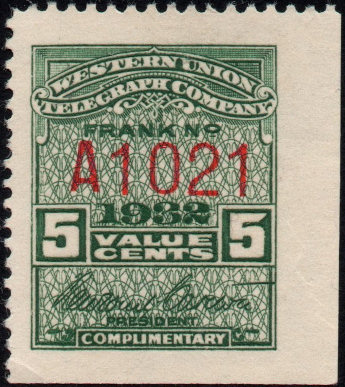 WESTERN UNION
TELEGRAPH COMPANY
FRANK NO
A1021
1932
5 VALUE 5
CENTS
PRESIDENT
COMPLIMENTARY